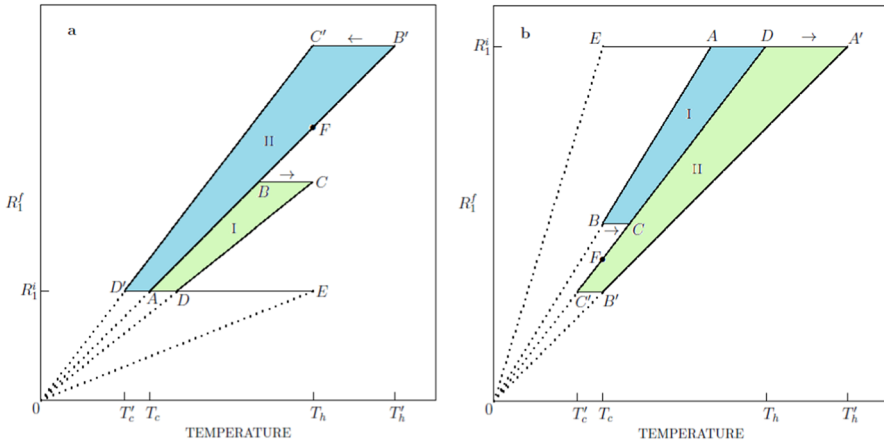 a
C′
←
B′
F
II
B
→
C
I
R₁ᶠ
R₁ⁱ
D′
A
D
E
0
T′c
Tc
Th
T′h
TEMPERATURE
b
R₁ⁱ
E
A
D
→
A′
I
II
R₁ᶠ
B
→
C
F
C′
B′
0
T′c
Tc
Th
T′h
TEMPERATURE